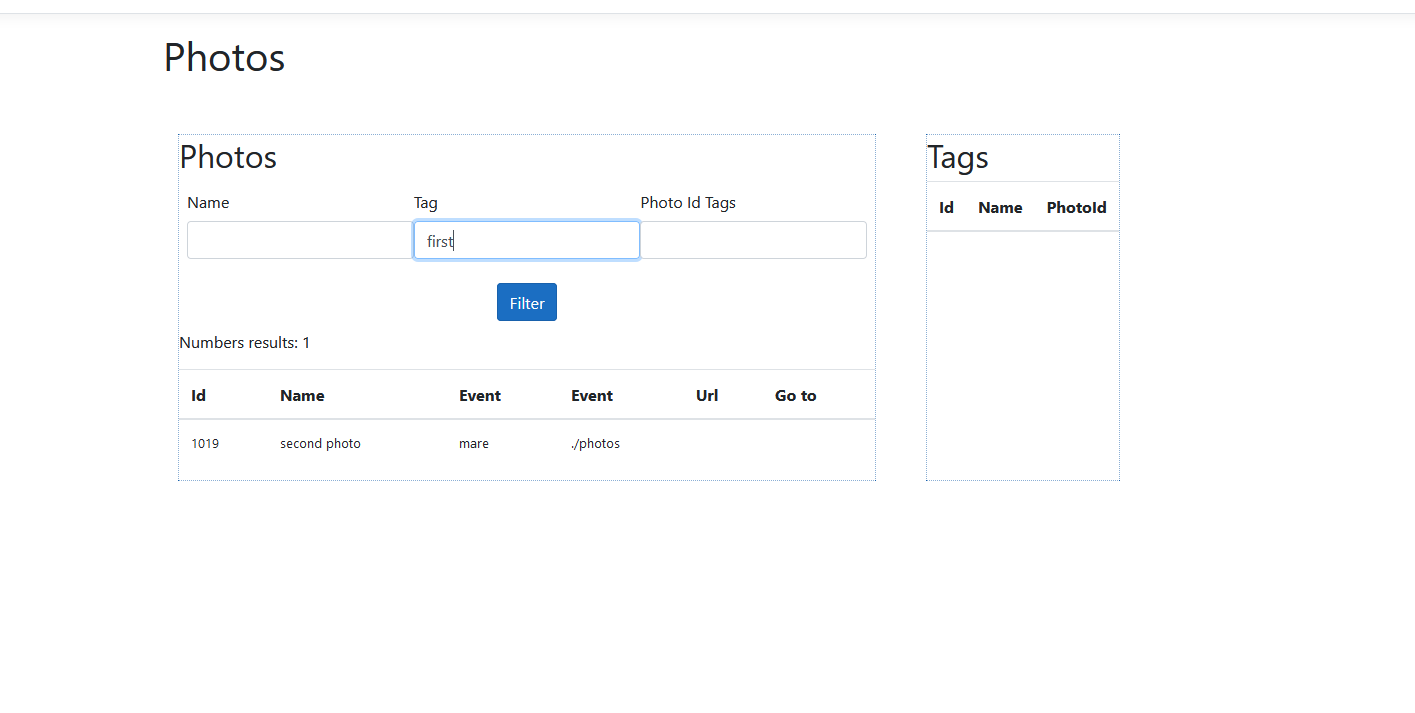 Photos
Photos
Name Tag Photo Id Tags
first
Filter
Numbers results: 1
Id Name Event Event Url Go to
1019 second photo mare ./photos
Tags
Id Name PhotoId